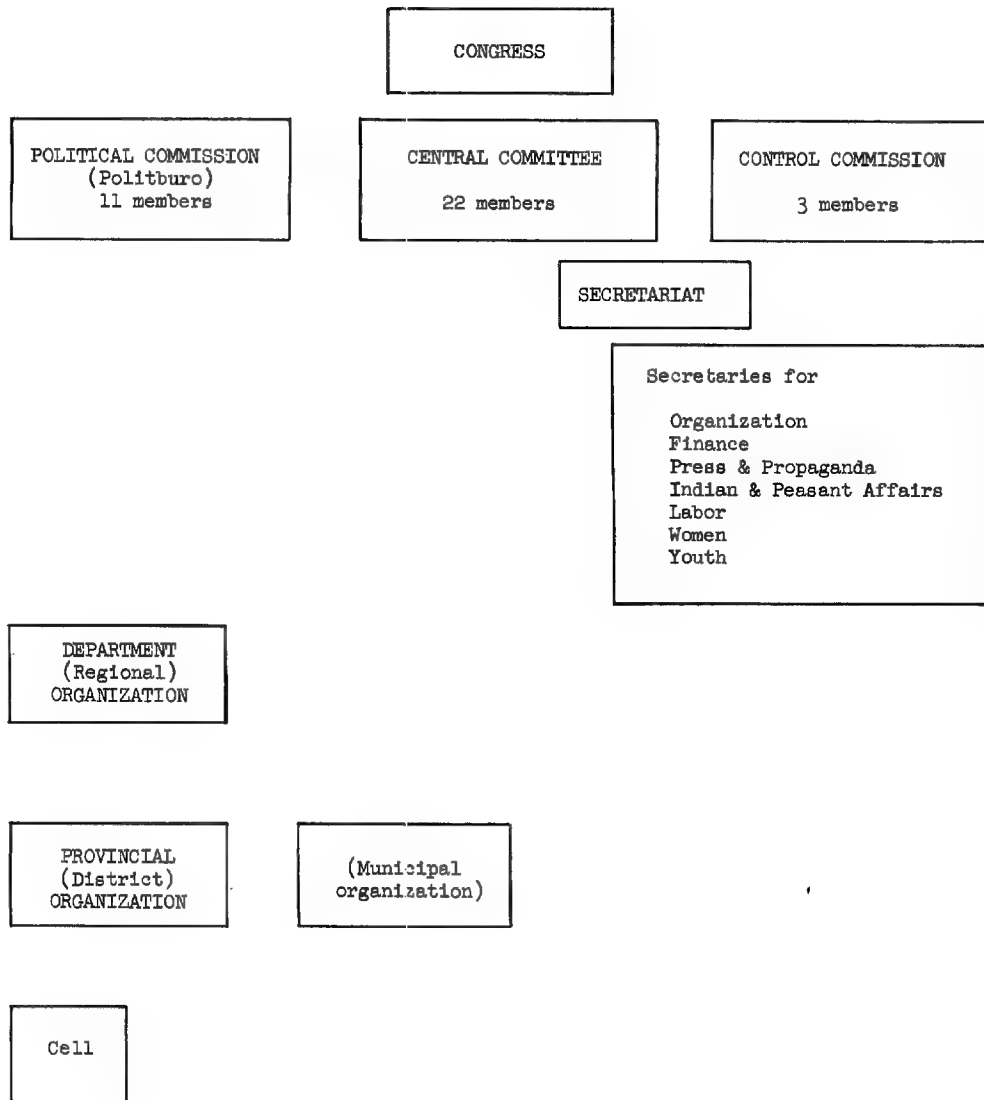 CONGRESS
POLITICAL COMMISSION
(Politburo)
11 members
CENTRAL COMMITTEE
22 members
CONTROL COMMISSION
3 members
SECRETARIAT
Secretaries for
Organization
Finance
Press & Propaganda
Indian & Peasant Affairs
Labor
Women
Youth
DEPARTMENT
(Regional)
ORGANIZATION
PROVINCIAL
(District)
ORGANIZATION
(Municipal
organization)
Cell